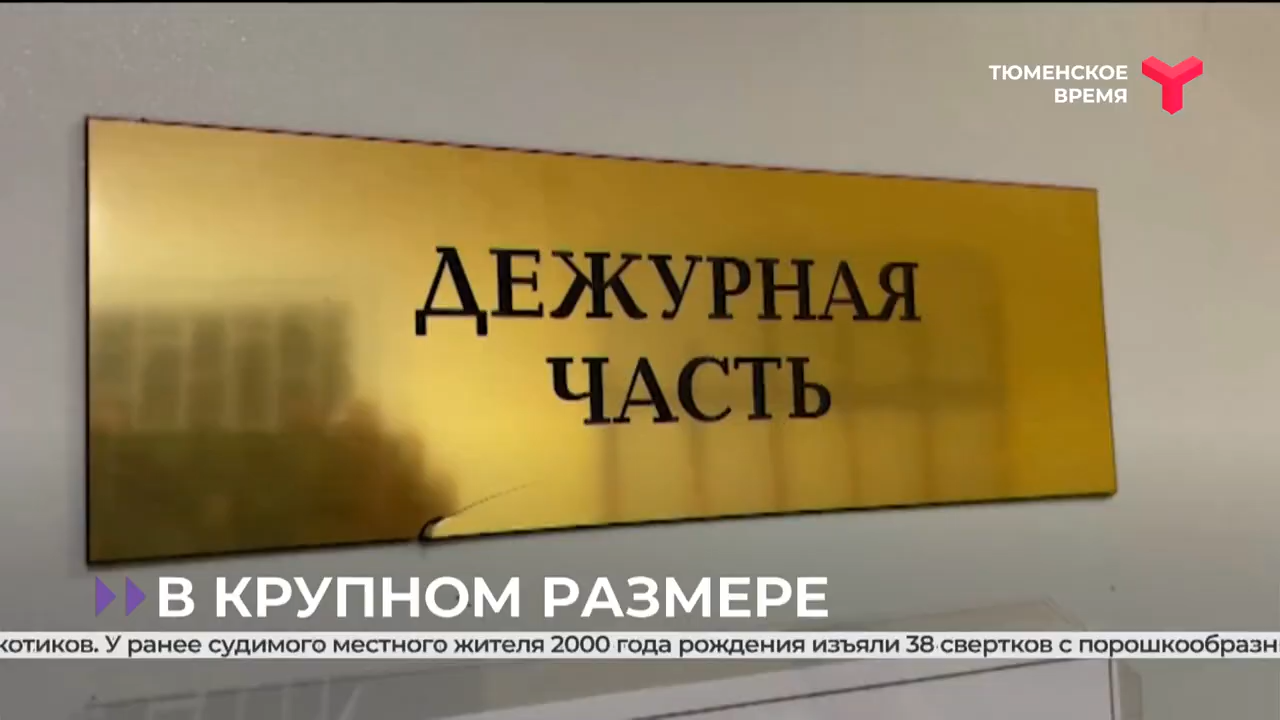 ТЮМЕНСКОЕ
ВРЕМЯ
ДЕЖУРНАЯ
ЧАСТЬ
В КРУПНОМ РАЗМЕРЕ
котиков. У ранее судимого местного жителя 2000 года рождения изъяли 38 свертков с порошкообразн